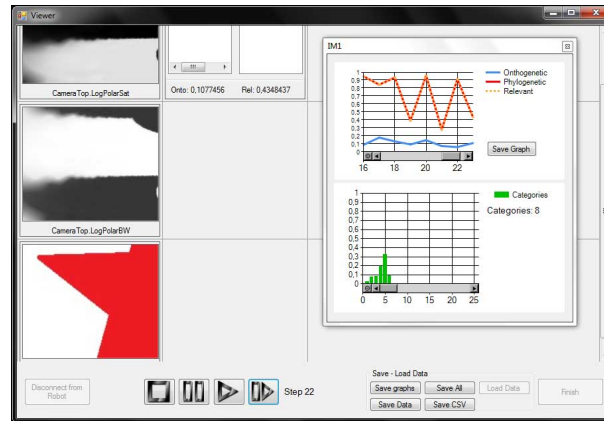 Viewer
CameraTop.LogPolarSat
Onto: 0,1077456 Rel: 0,4348437
CameraTop.LogPolarBW
IM1
1
0,9
0,8
0,7
0,6
0,5
0,4
0,3
0,2
0,1
0
16 18 20 22
Onthogenetic
Phylogenetic
Relevant
Save Graph
1
0,9
0,8
0,7
0,6
0,5
0,4
0,3
0,2
0,1
0
0 5 10 15 20 25
Categories
Categories: 8
Disconnect from
Robot
Step 22
Save - Load Data
Save graphs Save All Load Data
Save Data Save CSV
Finish